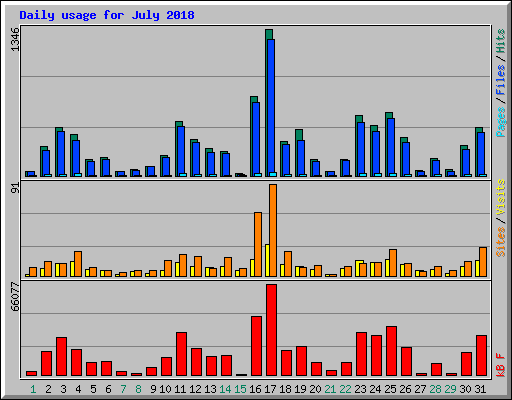 Daily usage for July 2018
1346
Pages / Files / Hits
91
Sites / Visits
66077
kB F
1 2 3 4 5 6 7 8 9 10 11 12 13 14 15 16 17 18 19 20 21 22 23 24 25 26 27 28 29 30 31